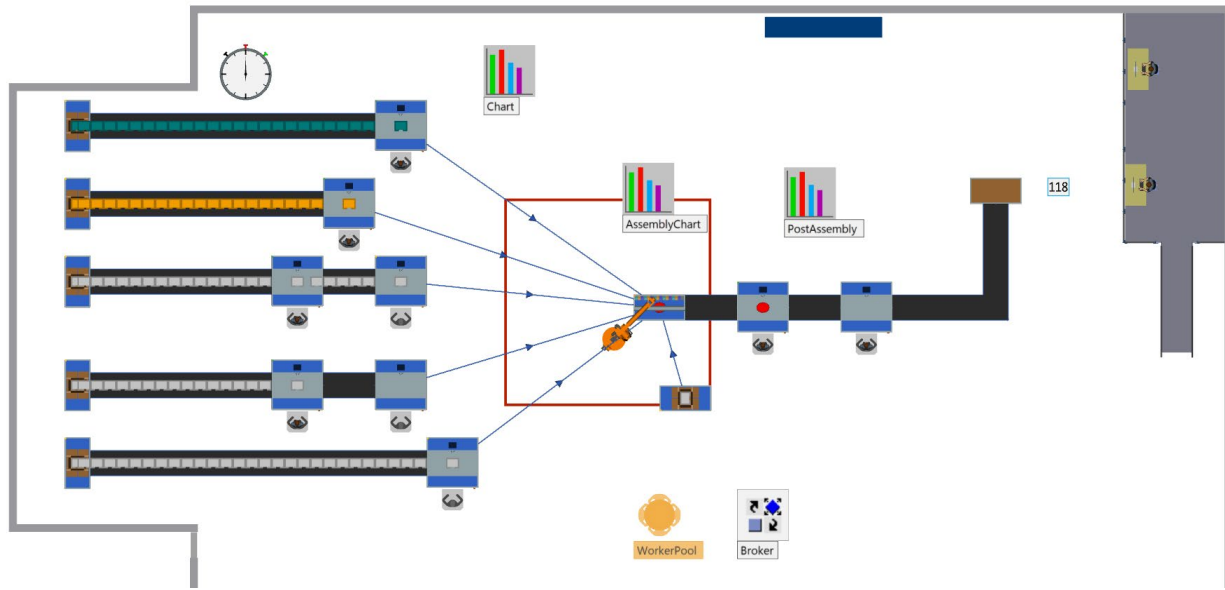 Chart
AssemblyChart
PostAssembly
118
WorkerPool
Broker